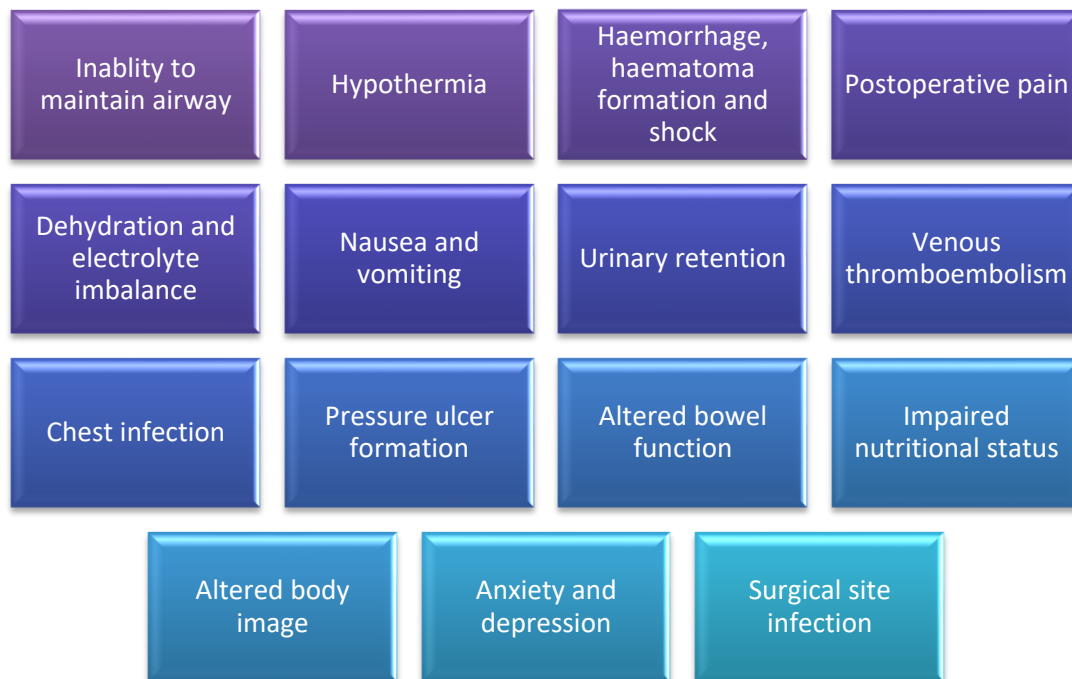 Inablity to
maintain airway
Hypothermia
Haemorrhage,
haematoma
formation and
shock
Postoperative pain
Dehydration and
electrolyte
imbalance
Nausea and
vomiting
Urinary retention
Venous
thromboembolism
Chest infection
Pressure ulcer
formation
Altered bowel
function
Impaired
nutritional status
Altered body
image
Anxiety and
depression
Surgical site
infection